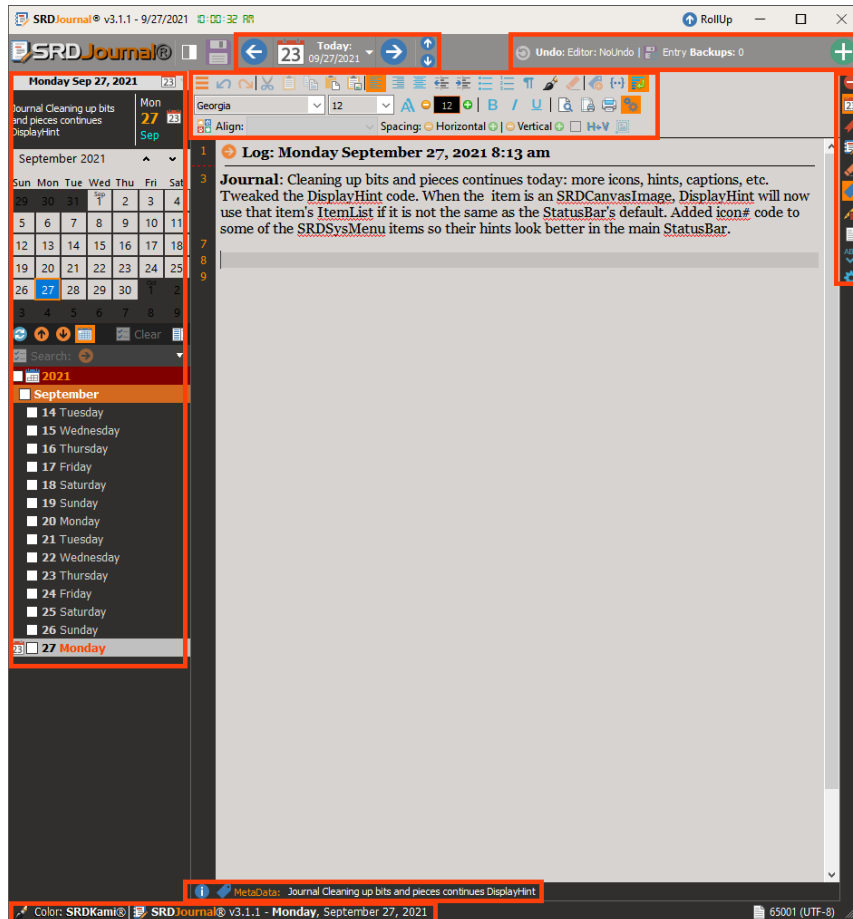 SRDJournal® v3.1.1 - 9/27/2021 10:00:32 AM RollUp
SRDJournal® Today: 09/27/2021 Undo: Editor: NoUndo | Entry Backups: 0
23
Monday Sep 27, 2021 23
Journal Cleaning up bits
and pieces continues
DisplayHint
Mon
27 23
Sep
September 2021
Sun Mon Tue Wed Thu Fri Sat
29 30 31 Sep 1 2 3 4
5 6 7 8 9 10 11
12 13 14 15 16 17 18
19 20 21 22 23 24 25
26 27 28 29 30 Oct 1 2
3 4 5 6 7 8 9
Clear
Search:
2021
September
14 Tuesday
15 Wednesday
16 Thursday
17 Friday
18 Saturday
19 Sunday
20 Monday
21 Tuesday
22 Wednesday
23 Thursday
24 Friday
25 Saturday
26 Sunday
23 27 Monday
Georgia 12 A 12 B I U
Align: Spacing: Horizontal | Vertical H+V
1 Log: Monday September 27, 2021 8:13 am
3 Journal: Cleaning up bits and pieces continues today: more icons, hints, captions, etc.
Tweaked the DisplayHint code. When the item is an SRDCanvasImage, DisplayHint will now
use that item's ItemList if it is not the same as the StatusBar's default. Added icon# code to
some of the SRDSysMenu items so their hints look better in the main StatusBar.
7
8
9
MetaData: Journal Cleaning up bits and pieces continues DisplayHint
Color: SRDKami® | SRDJournal® v3.1.1 - Monday, September 27, 2021 65001 (UTF-8)